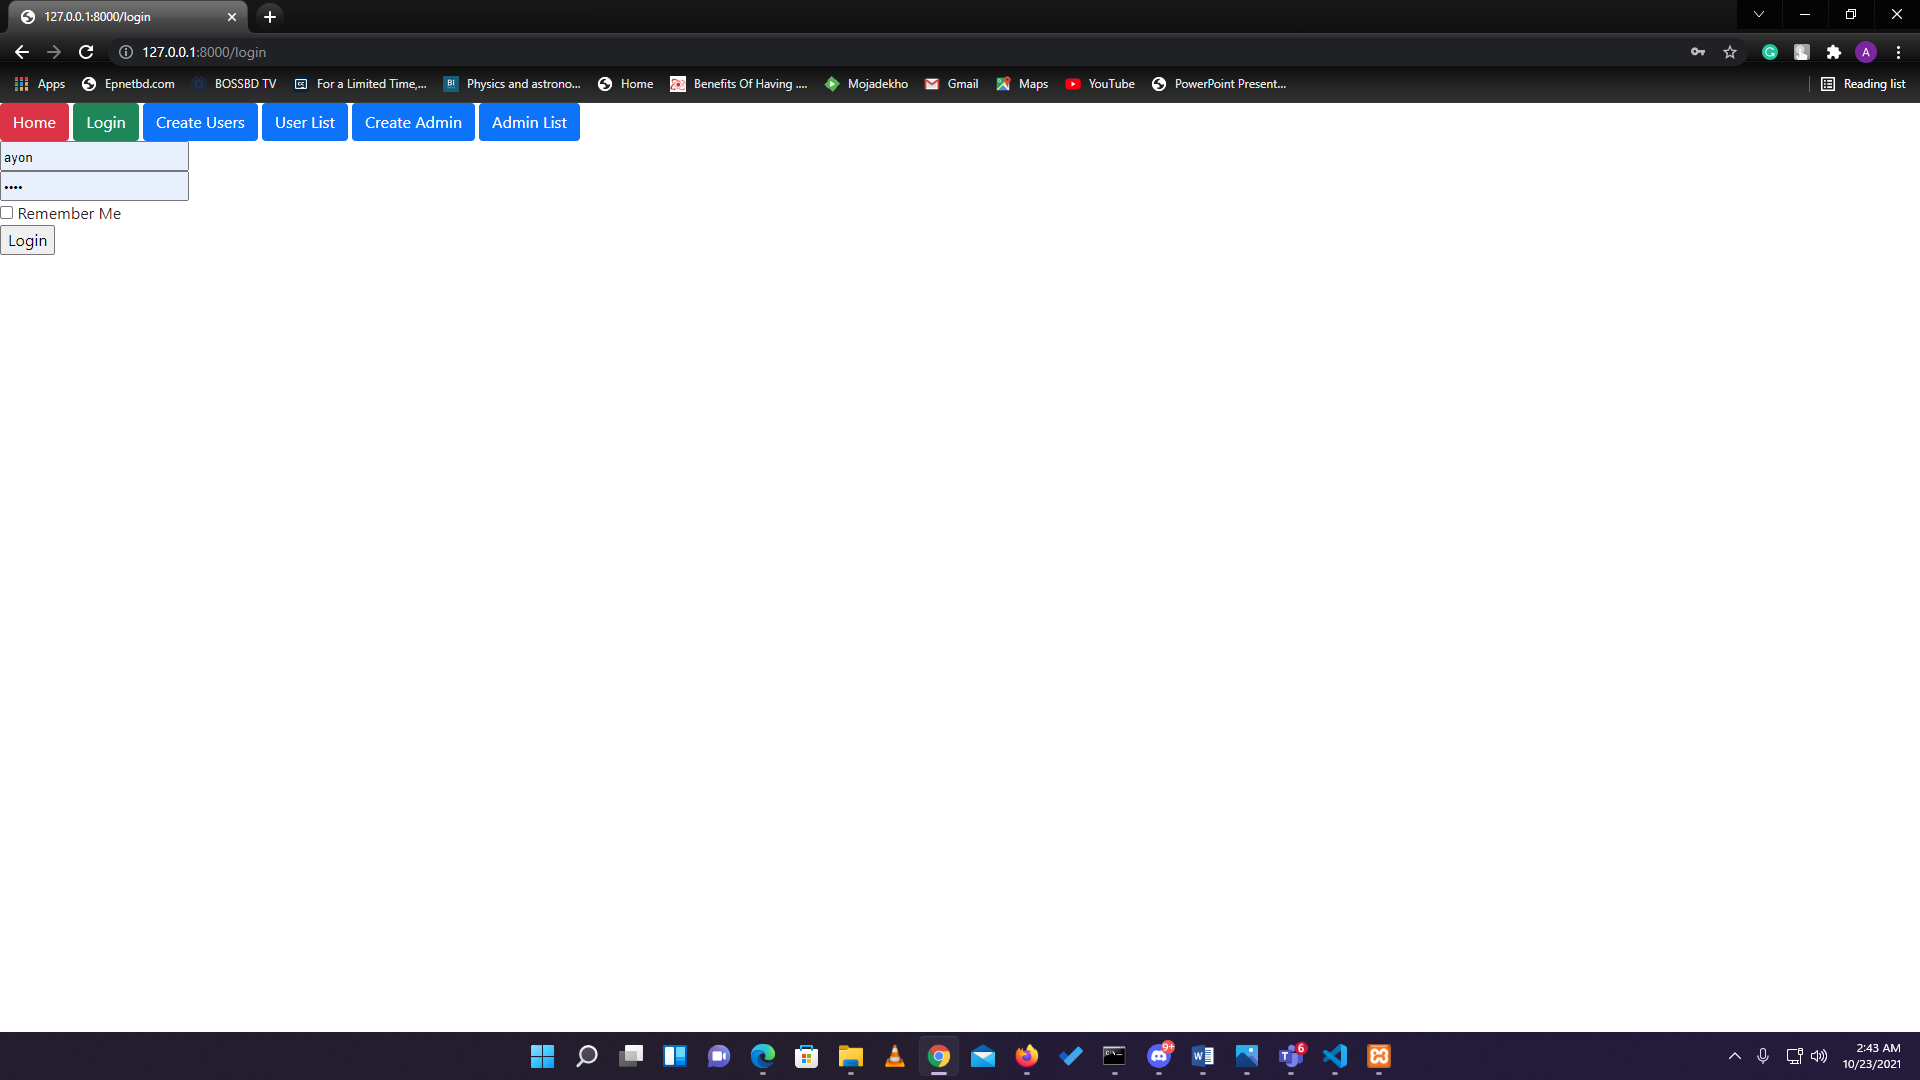 127.0.0.1:8000/login
127.0.0.1:8000/login
Apps Epnetbd.com BOSSBD TV For a Limited Time,... Physics and astrono... Home Benefits Of Having .... Mojadekho Gmail Maps YouTube PowerPoint Present... Reading list
Home Login Create Users User List Create Admin Admin List
ayon
••••
Remember Me
Login
2:43 AM
10/23/2021